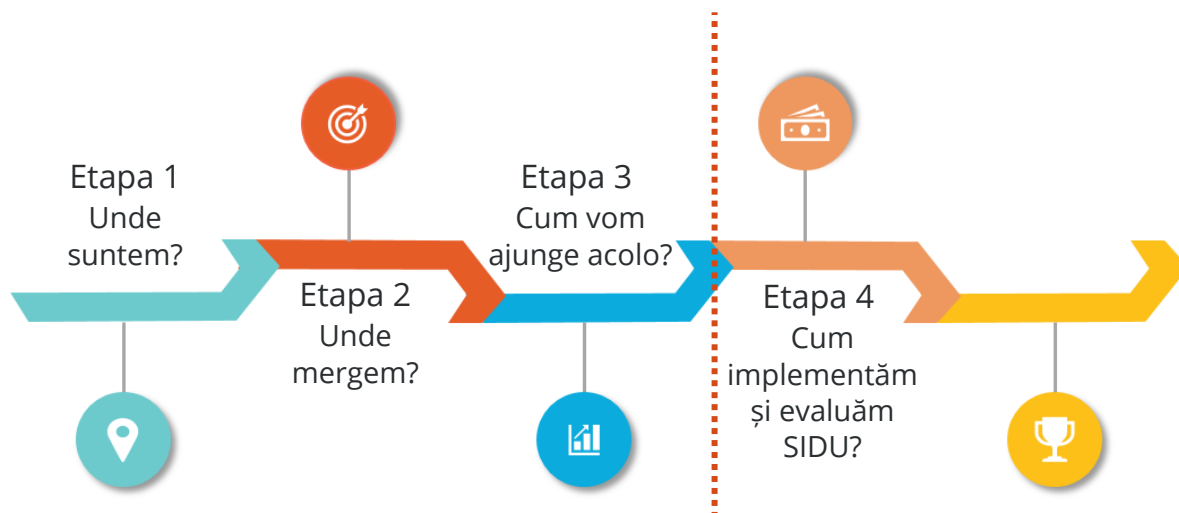 Etapa 1
Unde
suntem?
Etapa 2
Unde
mergem?
Etapa 3
Cum vom
ajunge acolo?
Etapa 4
Cum
implementăm
și evaluăm
SIDU?